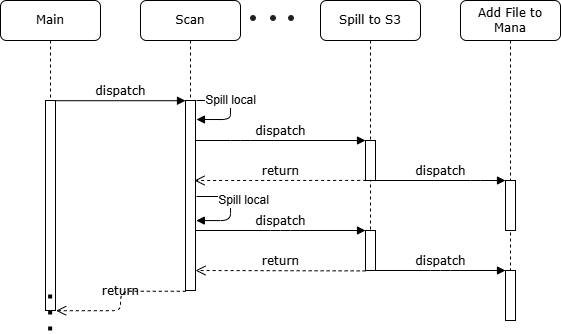 Main
Scan
Spill to S3
Add File to
Mana
dispatch
Spill local
dispatch
return
dispatch
Spill local
dispatch
return
dispatch
return